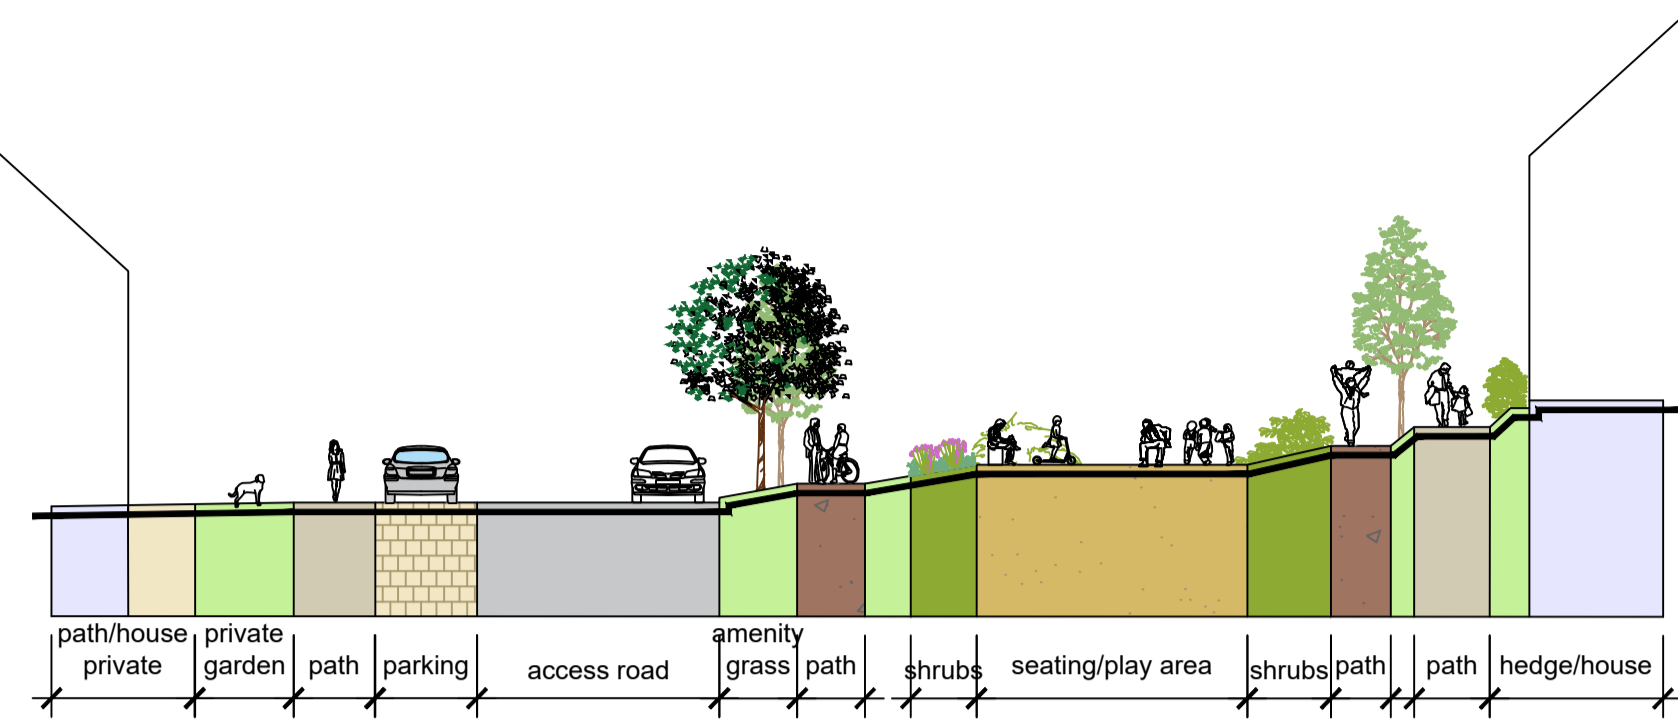 path/house
private
private
garden
path
parking
access road
amenity
grass
path
shrubs
seating/play area
shrubs
path
path
hedge/house